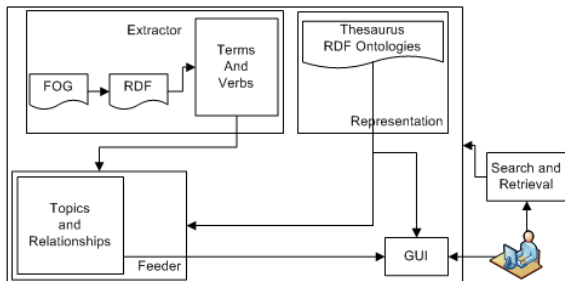 Extractor
FOG
RDF
Terms
And
Verbs
Thesaurus
RDF Ontologies
Representation
Search and
Retrieval
Topics
and
Relationships
Feeder
GUI